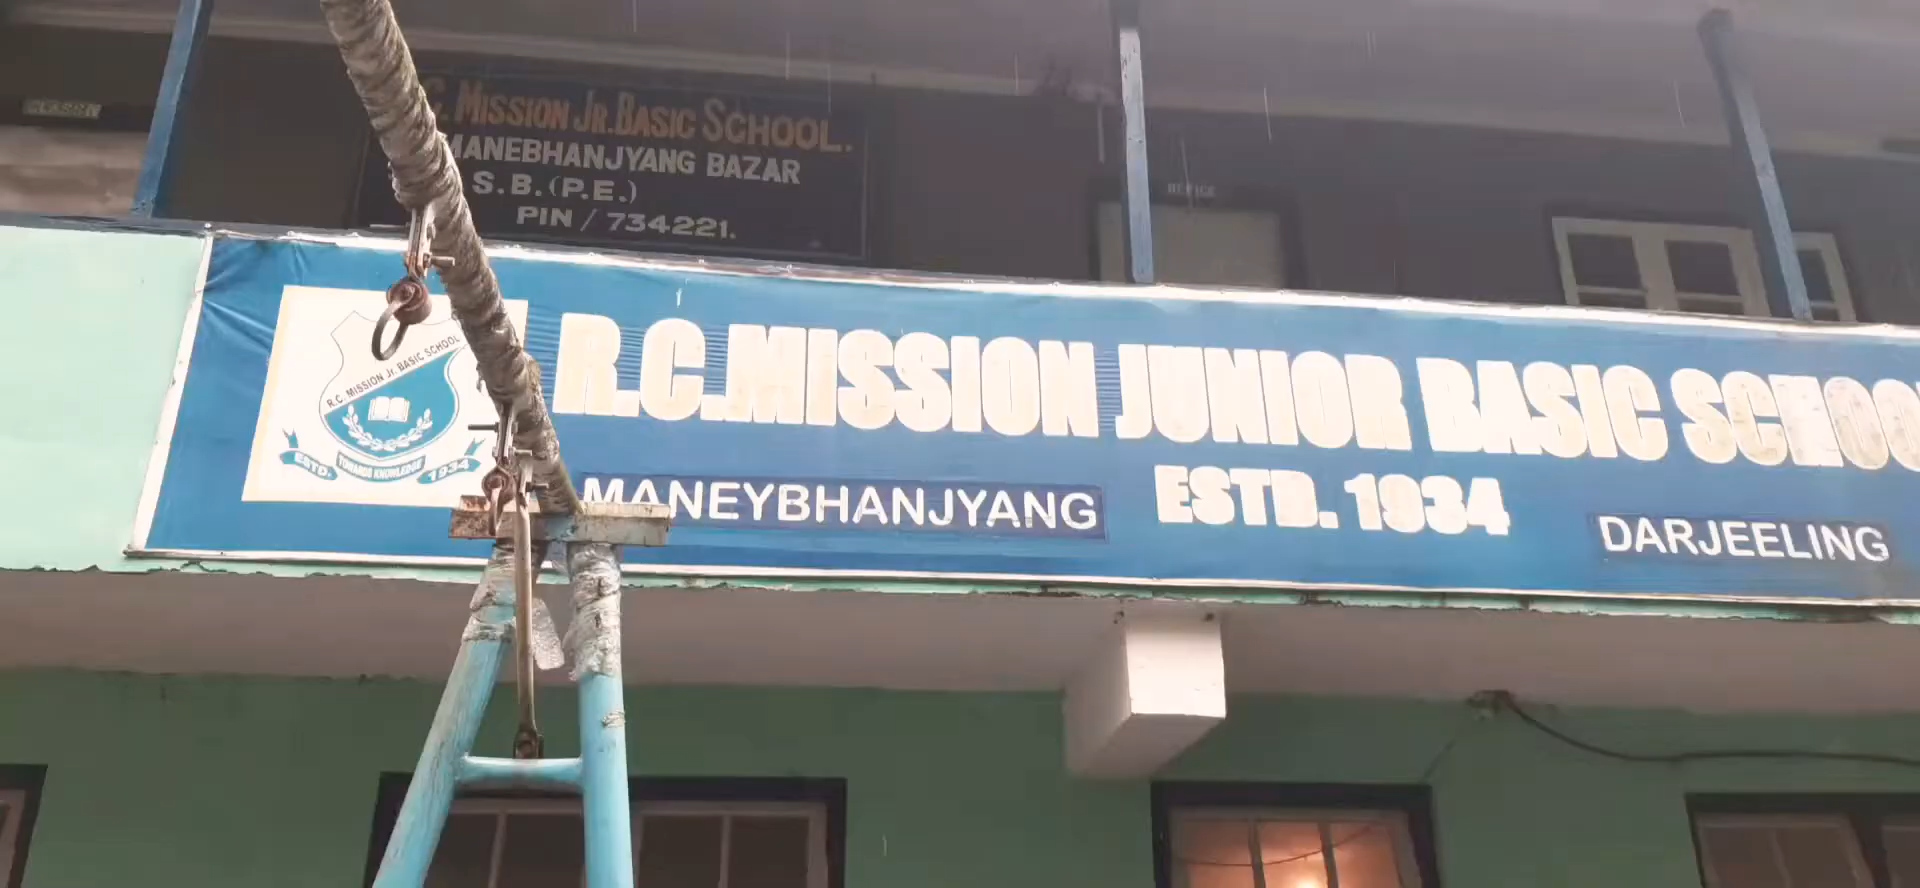 C. MISSION JR. BASIC SCHOOL.
MANEBHANJYANG BAZAR
S.B. (P.E.)
PIN / 734221.
OFFICE
R.C. MISSION Jr. BASIC SCHOOL
ESTD. TOWARDS KNOWLEDGE 1934
R.C.MISSION JUNIOR BASIC SCHOO
MANEYBHANJYANG ESTD. 1934 DARJEELING